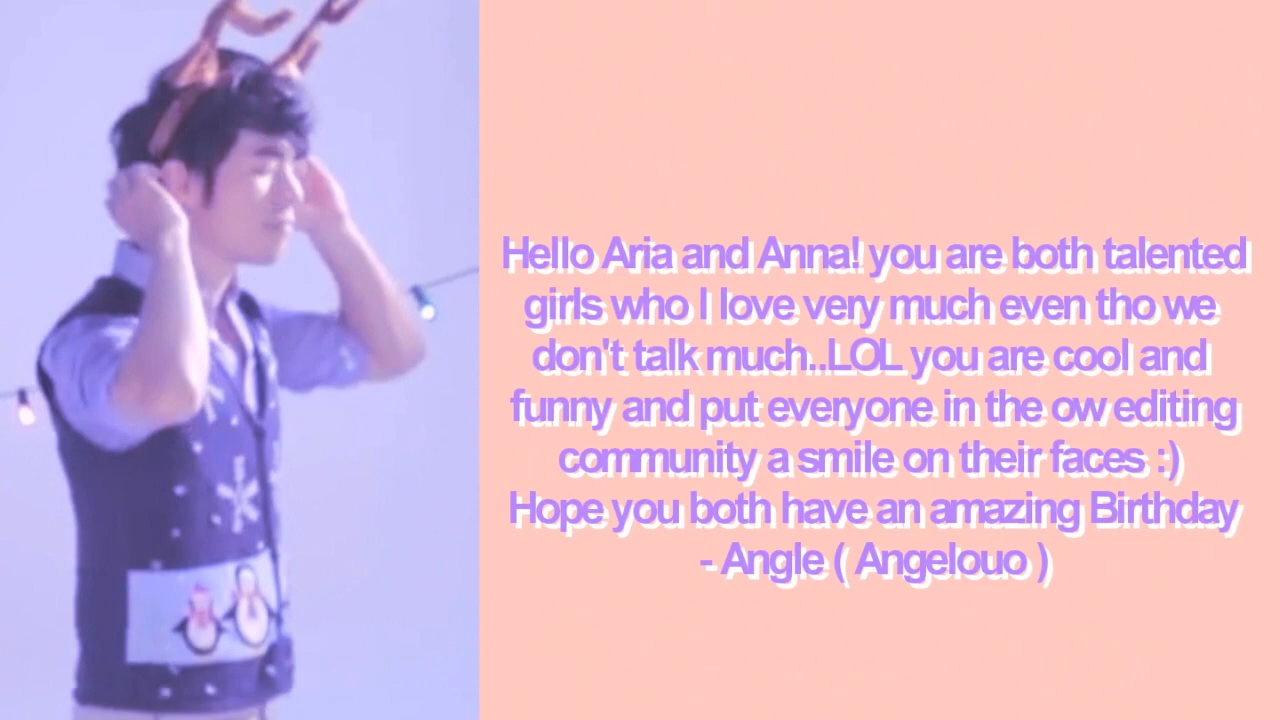 Hello Aria and Anna! you are both talented
girls who I love very much even tho we
don't talk much..LOL you are cool and
funny and put everyone in the ow editing
community a smile on their faces :)
Hope you both have an amazing Birthday
- Angle ( Angelouo )